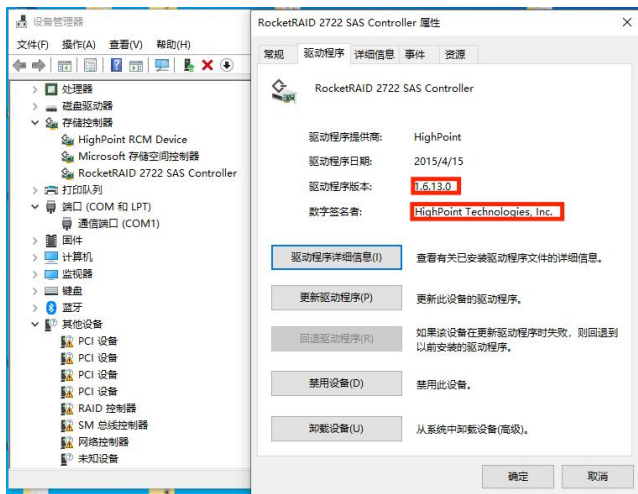 设备管理器
文件(F) 操作(A) 查看(V) 帮助(H)
处理器
磁盘驱动器
存储控制器
HighPoint RCM Device
Microsoft 存储空间控制器
RocketRAID 2722 SAS Controller
打印队列
端口 (COM 和 LPT)
通信端口 (COM1)
固件
计算机
监视器
键盘
蓝牙
其他设备
PCI 设备
PCI 设备
PCI 设备
PCI 设备
RAID 控制器
SM 总线控制器
网络控制器
未知设备
RocketRAID 2722 SAS Controller 属性
常规 驱动程序 详细信息 事件 资源
RocketRAID 2722 SAS Controller
驱动程序提供商: HighPoint
驱动程序日期: 2015/4/15
驱动程序版本: 1.6.13.0
数字签名者: HighPoint Technologies, Inc.
驱动程序详细信息(I) 查看有关已安装驱动程序文件的详细信息。
更新驱动程序(P) 更新此设备的驱动程序。
回退驱动程序(R) 如果该设备在更新驱动程序时失败，则回退到
以前安装的驱动程序。
禁用设备(D) 禁用此设备。
卸载设备(U) 从系统中卸载设备(高级)。
确定 取消